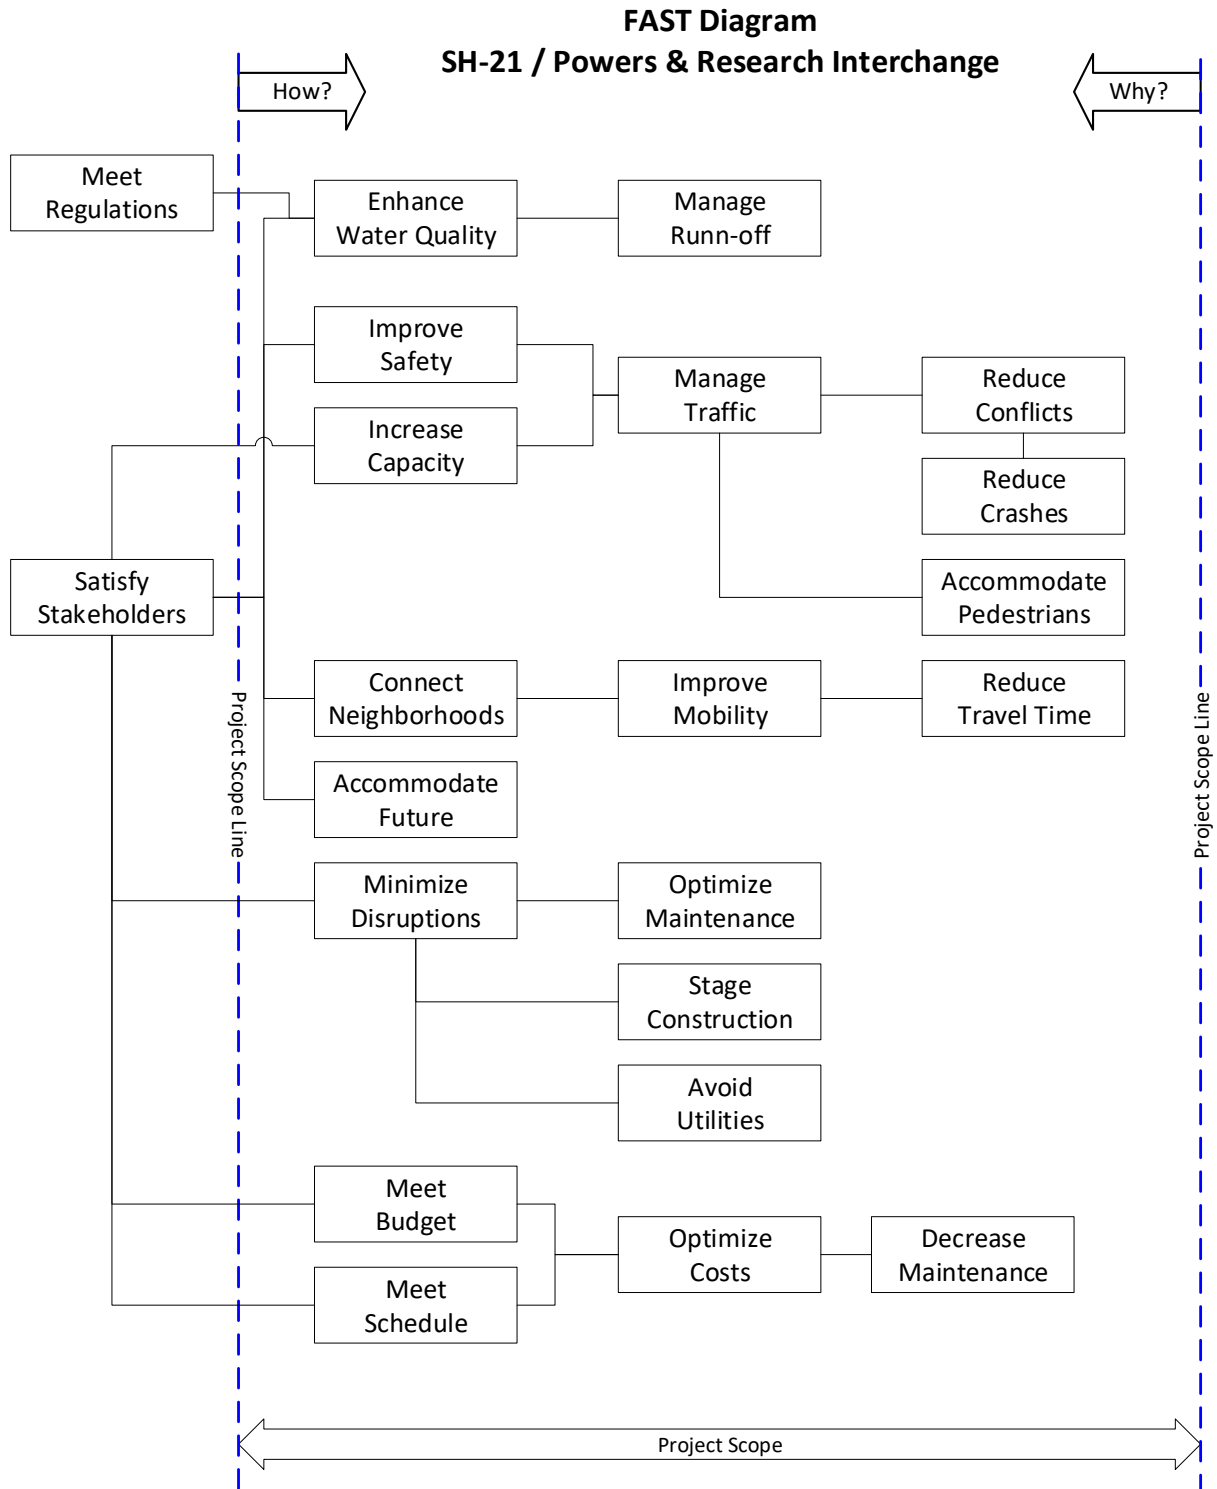 FAST Diagram
SH-21 / Powers & Research Interchange
How?
Why?
Meet
Regulations
Enhance
Water Quality
Manage
Runn-off
Improve
Safety
Manage
Traffic
Reduce
Conflicts
Increase
Capacity
Reduce
Crashes
Satisfy
Stakeholders
Accommodate
Pedestrians
Connect
Neighborhoods
Improve
Mobility
Reduce
Travel Time
Project Scope Line
Project Scope Line
Accommodate
Future
Minimize
Disruptions
Optimize
Maintenance
Stage
Construction
Avoid
Utilities
Meet
Budget
Optimize
Costs
Decrease
Maintenance
Meet
Schedule
Project Scope